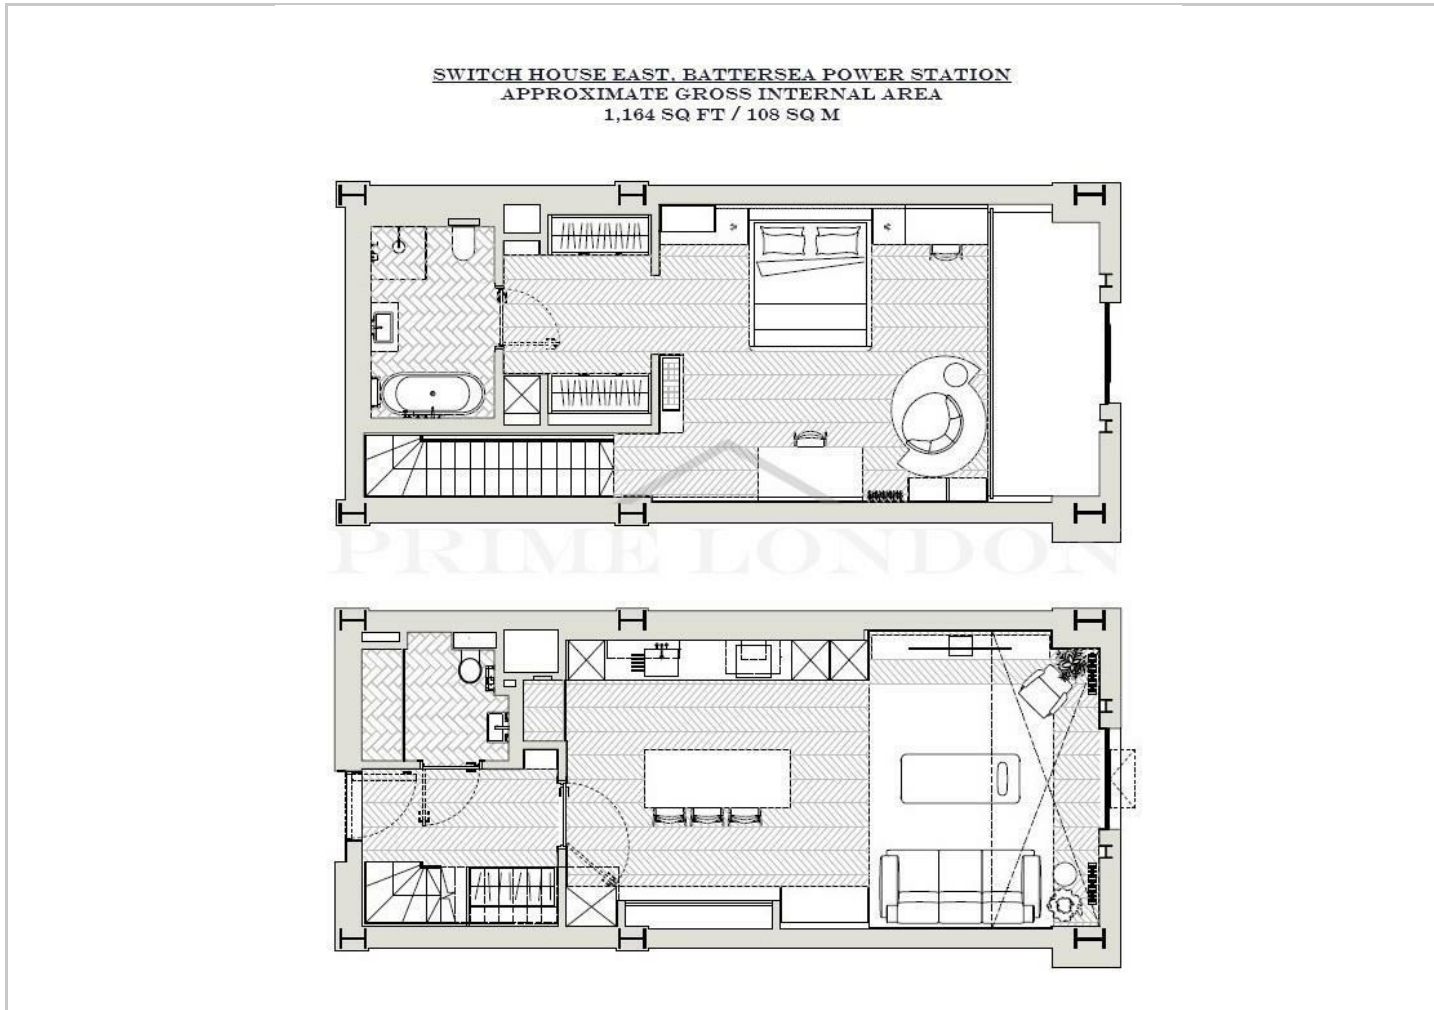 SWITCH HOUSE EAST, BATTERSEA POWER STATION
APPROXIMATE GROSS INTERNAL AREA
1,164 SQ FT / 108 SQ M
PRIME LONDON